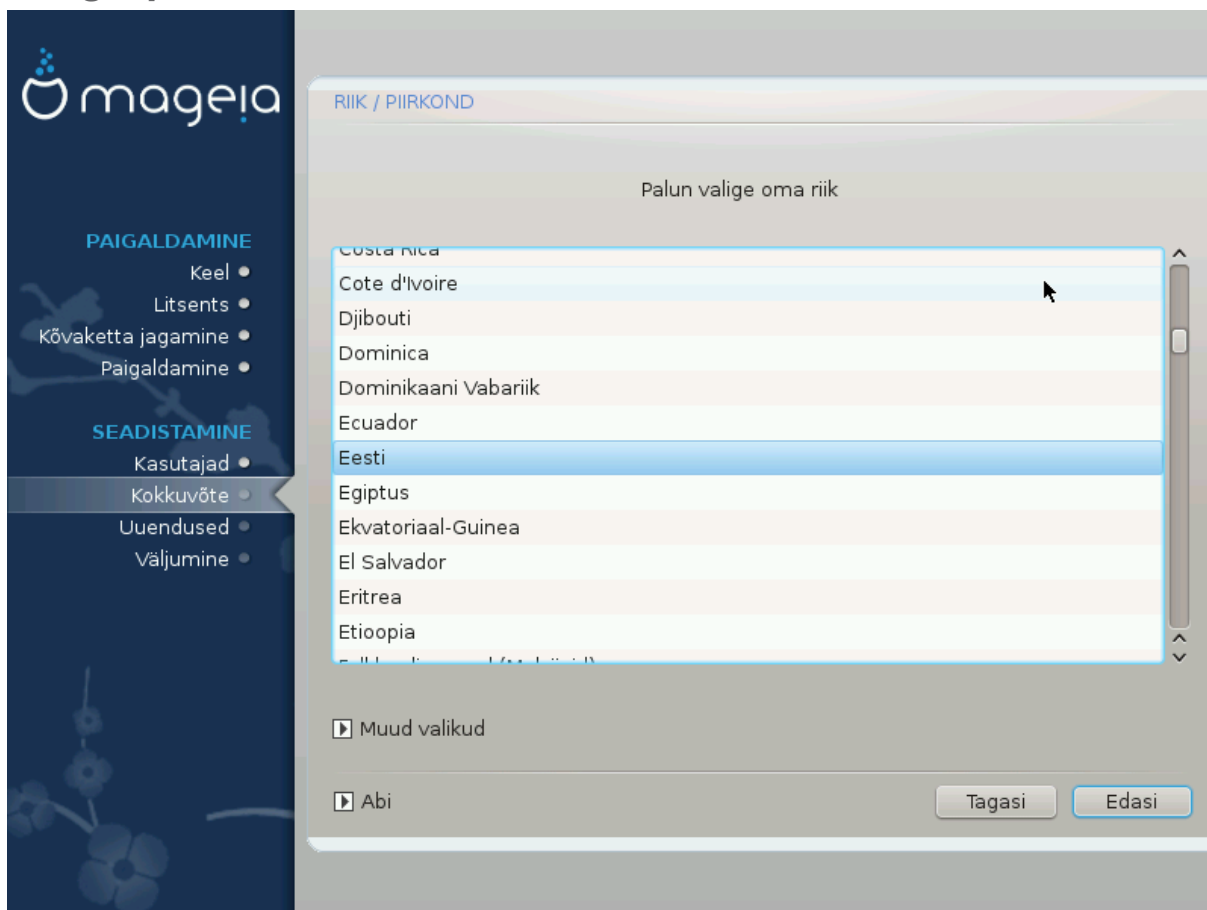 mageia
RIIK / PIIRKOND
Palun valige oma riik
PAIGALDAMINE
Keel
Litsents
Kõvaketta jagamine
Paigaldamine
SEADISTAMINE
Kasutajad
Kokkuvõte
Uuendused
Väljumine
Costa Rica
Cote d'Ivoire
Djibouti
Dominica
Dominikaani Vabariik
Ecuador
Eesti
Egiptus
Ekvatoriaal-Guinea
El Salvador
Eritrea
Etioopia
Muud valikud
Abi
Tagasi
Edasi